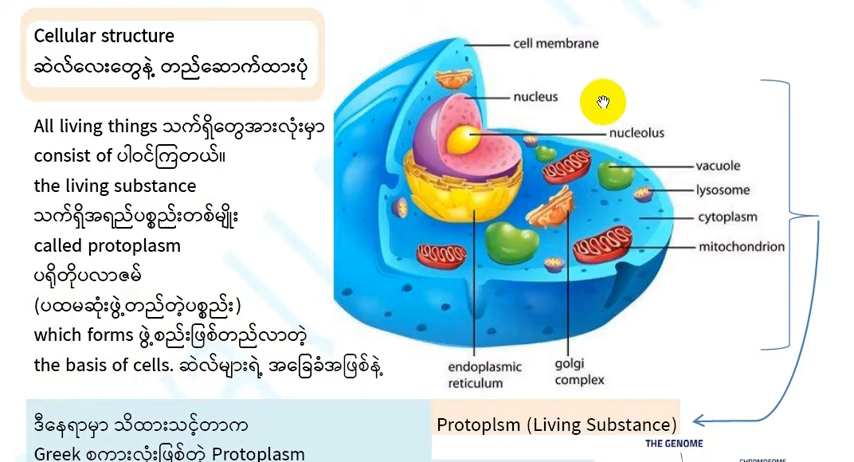 Cellular structure
ဆဲလ်လေးတွေနဲ့ တည်ဆောက်ထားပုံ
All living things သက်ရှိတွေအားလုံးမှာ
consist of ပါဝင်ကြတယ်။
the living substance
သက်ရှိအရည်ပစ္စည်းတစ်မျိုး
called protoplasm
ပရိုတိုပလာဇမ်
(ပထမဆုံးဖွဲ့တည်တဲ့ပစ္စည်း)
which forms ဖွဲ့စည်းဖြစ်တည်လာတဲ့
the basis of cells. ဆဲလ်များရဲ့ အခြေခံအဖြစ်နဲ့
cell membrane
nucleus
nucleolus
vacuole
lysosome
cytoplasm
mitochondrion
endoplasmic
reticulum
golgi
complex
ဒီနေရာမှာ သိထားသင့်တာက
Greek စကားလုံးဖြစ်တဲ့ Protoplasm
Protoplsm (Living Substance)
THE GENOME
CHROMOSOME